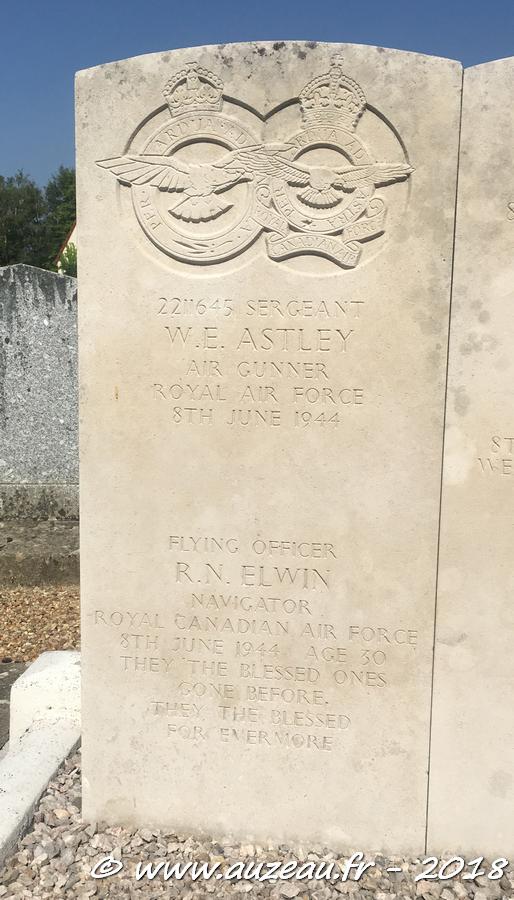 2211645 SERGEANT
W.E. ASTLEY
AIR GUNNER
ROYAL AIR FORCE
8TH JUNE 1944
FLYING OFFICER
R.N. ELWIN
NAVIGATOR
ROYAL CANADIAN AIR FORCE
8TH JUNE 1944 AGE 30
THEY THE BLESSED ONES
GONE BEFORE,
THEY THE BLESSED
FOR EVERMORE
© www.auzeau.fr - 2018